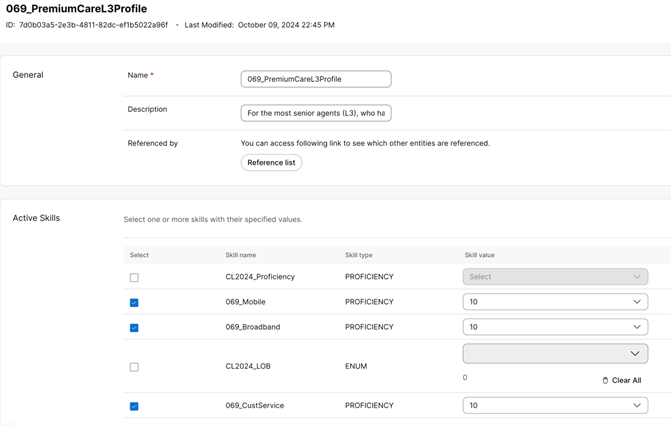 069_PremiumCareL3Profile
ID: 7d0b03a5-2e3b-4811-82dc-ef1b5022a96f • Last Modified: October 09, 2024 22:45 PM
General
Name *
069_PremiumCareL3Profile
Description
For the most senior agents (L3), who ha
Referenced by
You can access following link to see which other entities are referenced.
Reference list
Active Skills
Select one or more skills with their specified values.
Select Skill name Skill type Skill value
CL2024_Proficiency PROFICIENCY Select
069_Mobile PROFICIENCY 10
069_Broadband PROFICIENCY 10
CL2024_LOB ENUM
0 Clear All
069_CustService PROFICIENCY 10